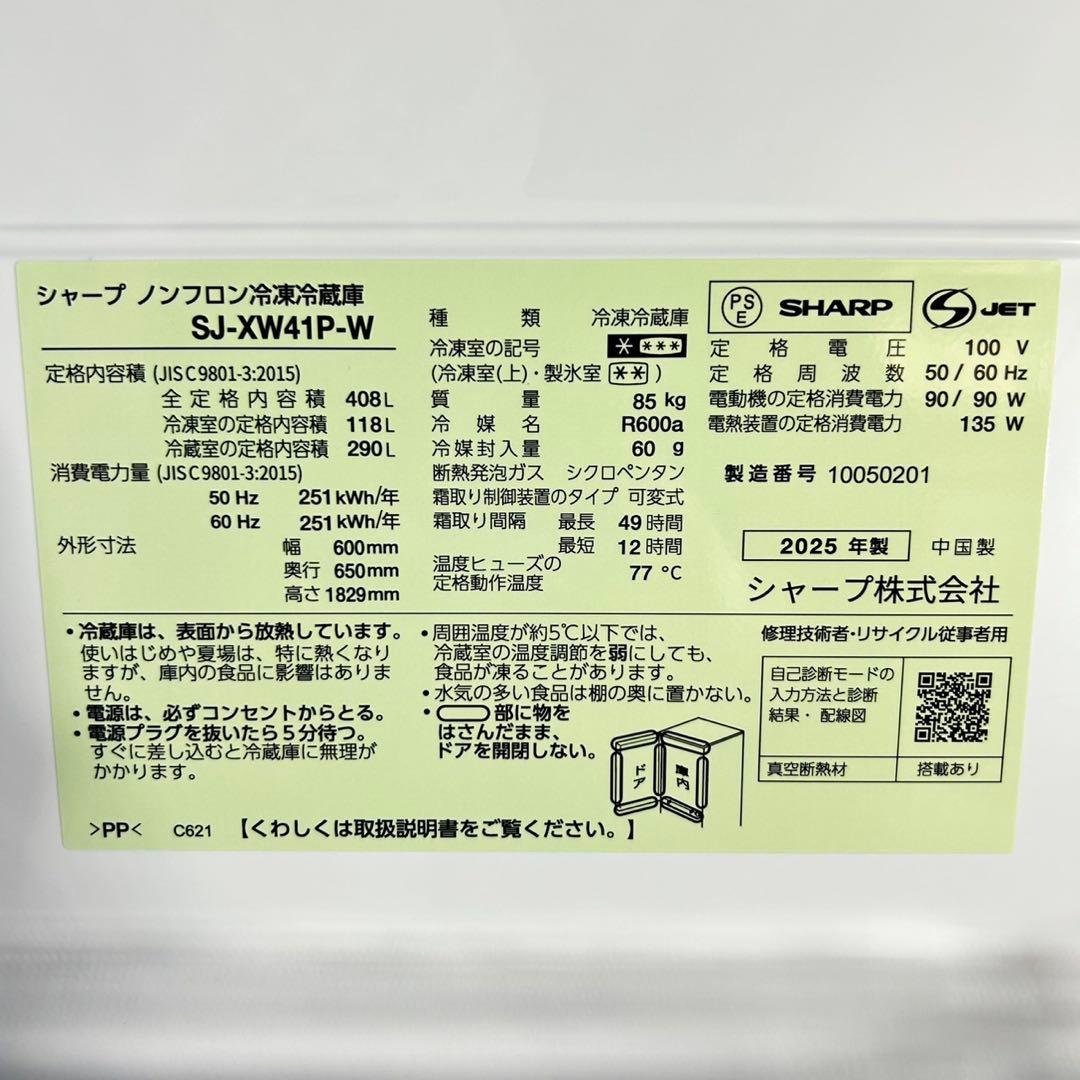 シャープ ノンフロン冷凍冷蔵庫
SJ-XW41P-W
定格内容積 (JIS C 9801-3:2015)
全定格内容積 408 L
冷凍室の定格内容積 118 L
冷蔵室の定格内容積 290 L
消費電力量 (JIS C 9801-3:2015)
50 Hz 251 kWh/年
60 Hz 251 kWh/年
外形寸法 幅 600mm
奥行 650mm
高さ 1829mm
種類 冷凍冷蔵庫
冷凍室の記号 * ***
(冷凍室(上)・製氷室 ** )
質量 85 kg
冷媒名 R600a
冷媒封入量 60 g
断熱発泡ガス シクロペンタン
霜取り制御装置のタイプ 可変式
霜取り間隔 最長 49 時間
最短 12 時間
温度ヒューズの
定格動作温度 77 ℃
PS
E
SHARP
S JET
定格電圧 100 V
定格周波数 50 / 60 Hz
電動機の定格消費電力 90 / 90 W
電熱装置の定格消費電力 135 W
製造番号 10050201
2025 年製 中国製
シャープ株式会社
・冷蔵庫は、表面から放熱しています。
使いはじめや夏場は、特に熱くなり
ますが、庫内の食品に影響はありま
せん。
・電源は、必ずコンセントからとる。
・電源プラグを抜いたら5分待つ。
すぐに差し込むと冷蔵庫に無理が
かかります。
・周囲温度が約5℃以下では、
冷蔵室の温度調節を弱にしても、
食品が凍ることがあります。
・水気の多い食品は棚の奥に置かない。
・部に物を
はさんだまま、
ドアを開閉しない。
ドア
庫内
修理技術者・リサイクル従事者用
自己診断モードの
入力方法と診断
結果・配線図
真空断熱材 搭載あり
>PP< C621 【くわしくは取扱説明書をご覧ください。】